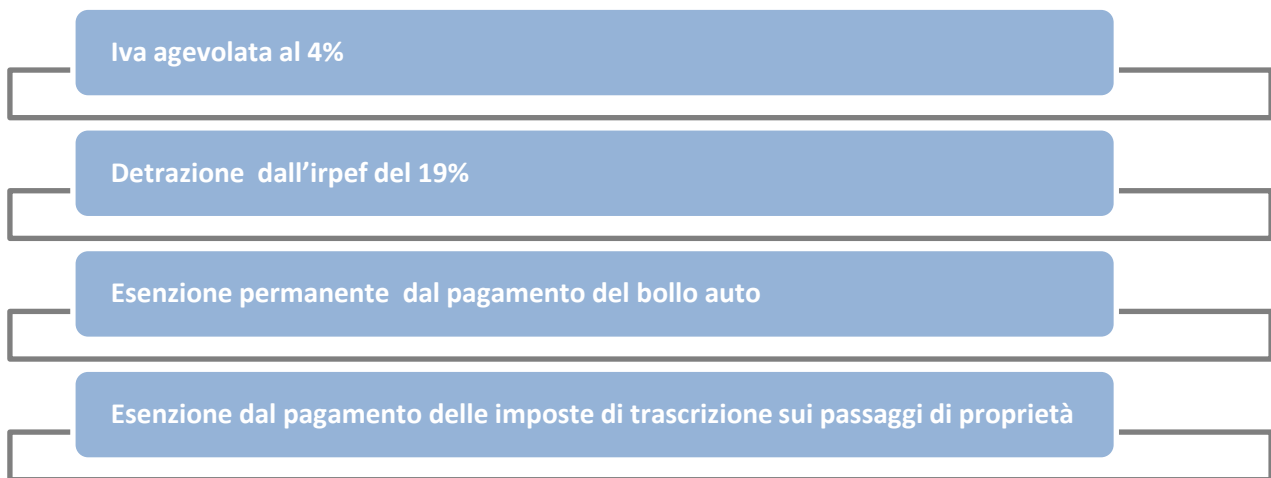 Iva agevolata al 4%
Detrazione dall’irpef del 19%
Esenzione permanente dal pagamento del bollo auto
Esenzione dal pagamento delle imposte di trascrizione sui passaggi di proprietà